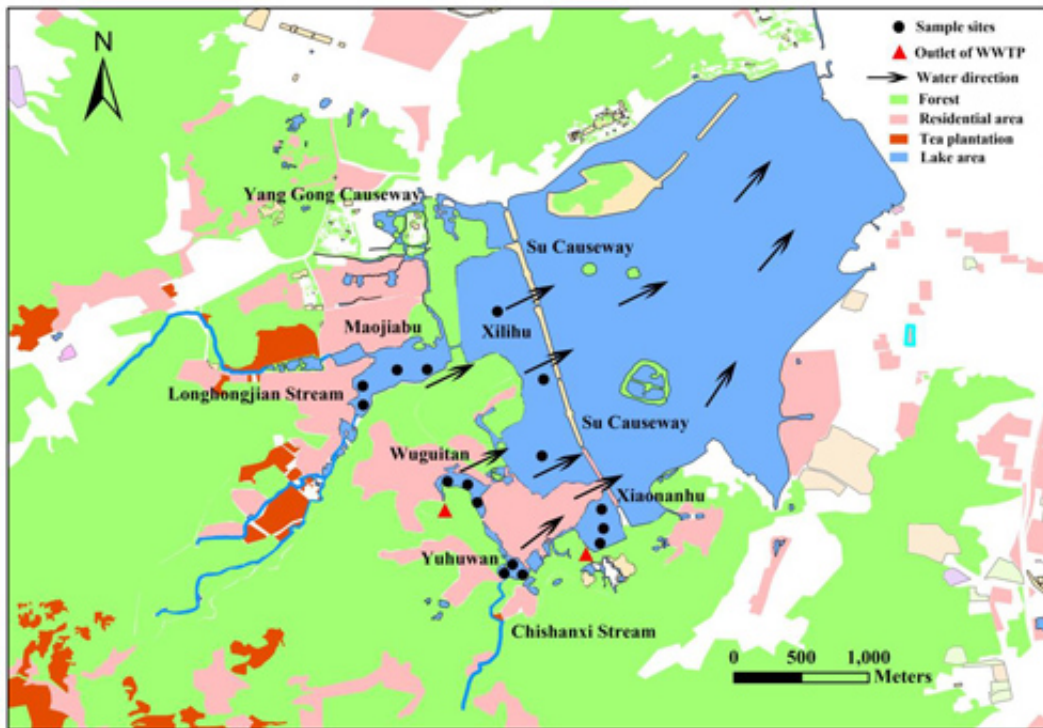 N
Sample sites
Outlet of WWTP
Water direction
Forest
Residential area
Tea plantation
Lake area
Yang Gong Causeway
Su Causeway
Maojiabu
Xilihu
Longhongjian Stream
Su Causeway
Wuguitan
Xiaonanhu
Yuhuwan
Chishanxi Stream
0 500 1,000
Meters